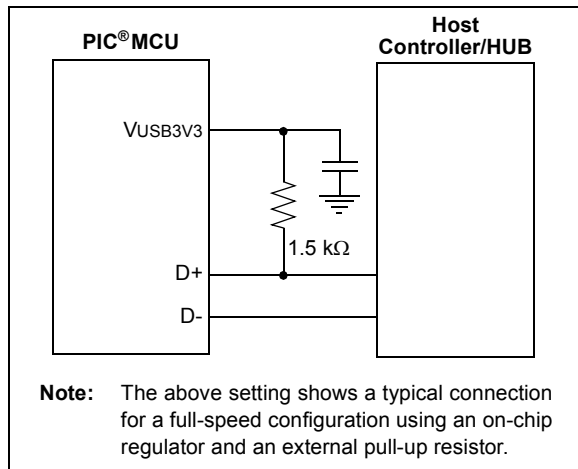 PIC® MCU
Host
Controller/HUB
VUSB3V3
1.5 kΩ
D+
D-
Note: The above setting shows a typical connection
for a full-speed configuration using an on-chip
regulator and an external pull-up resistor.